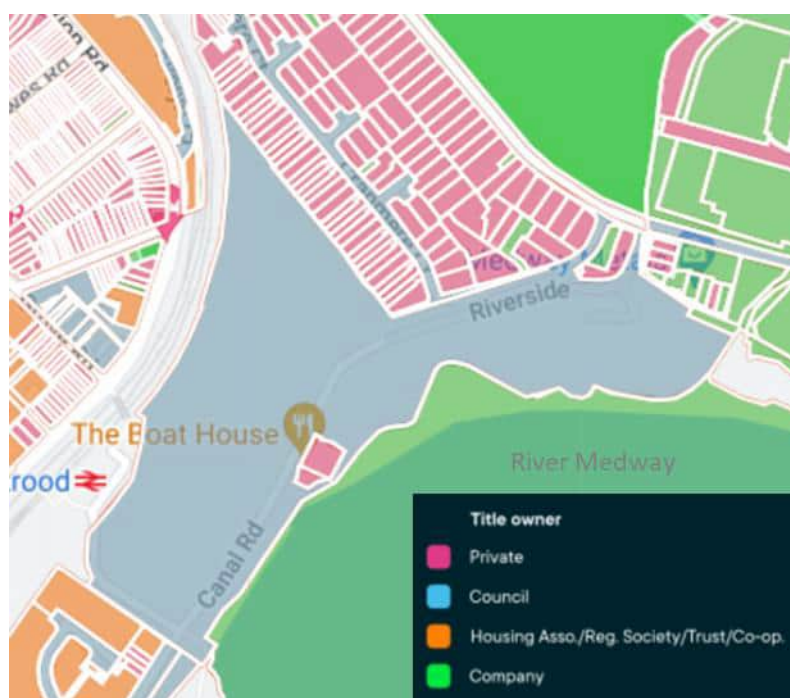 Riverside
The Boat House
River Medway
rood
Canal Rd
Title owner
Private
Council
Housing Asso./Reg. Society/Trust/Co-op.
Company